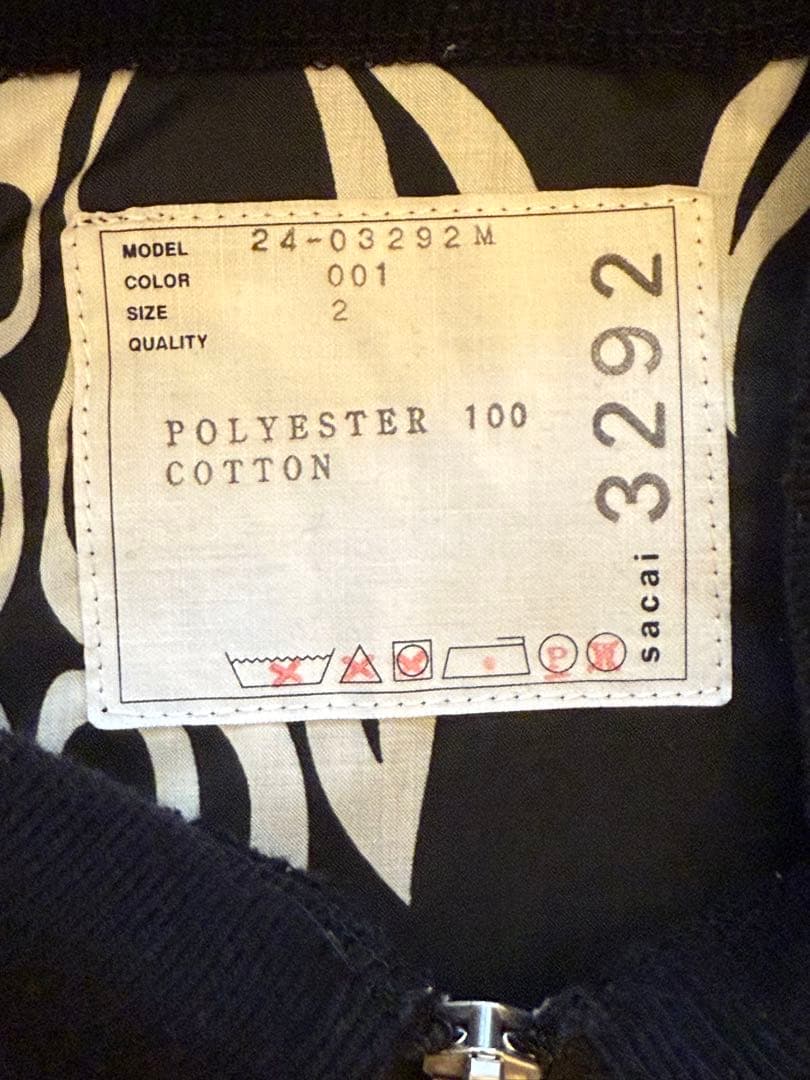 MODEL 24-03292M
COLOR 001
SIZE 2
QUALITY
POLYESTER 100
COTTON
sacai 3292
P
W